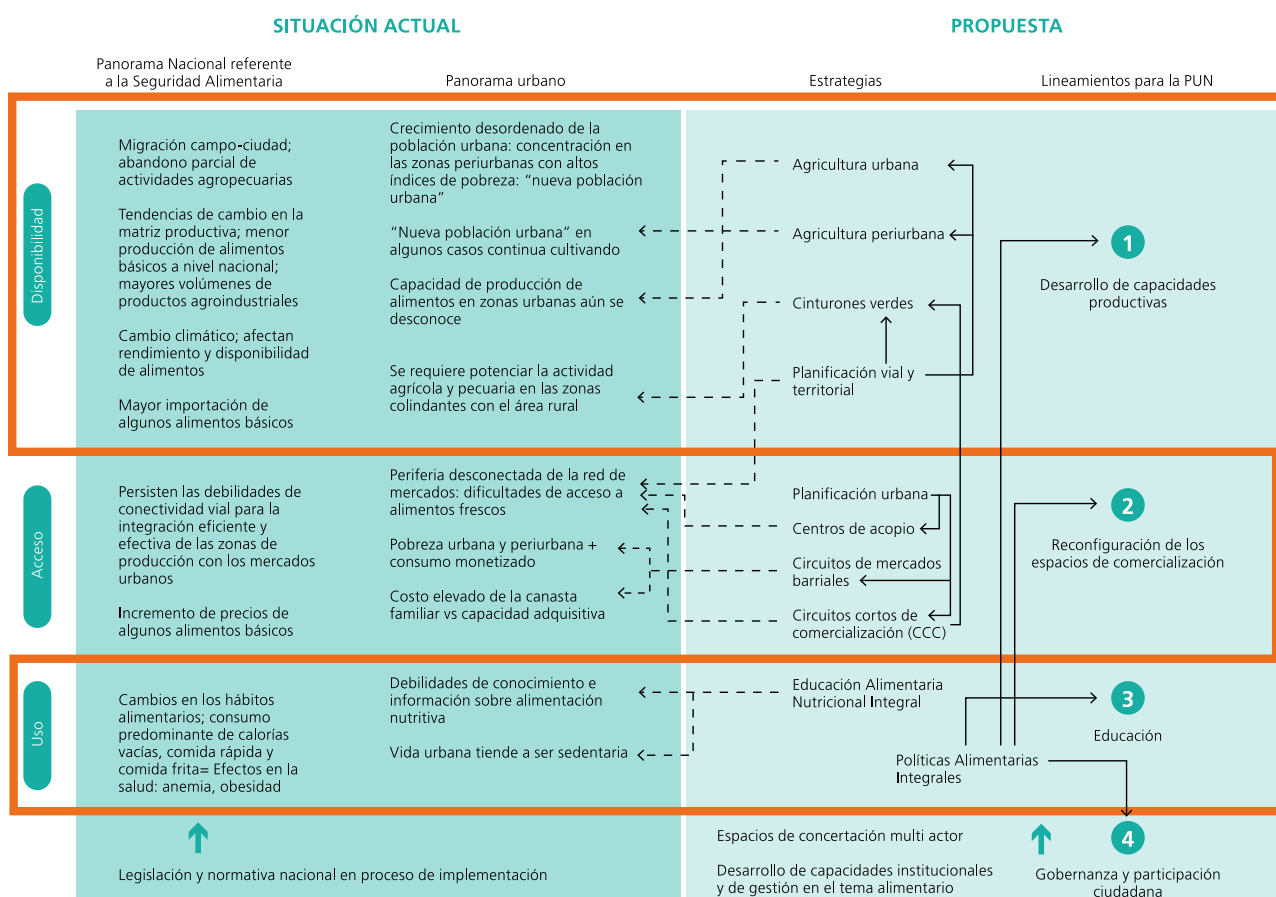 SITUACIÓN ACTUAL
PROPUESTA
Panorama Nacional referente
a la Seguridad Alimentaria
Panorama urbano
Estrategias
Lineamientos para la PUN
Disponibilidad
Migración campo-ciudad;
abandono parcial de
actividades agropecuarias
Tendencias de cambio en la
matriz productiva; menor
producción de alimentos
básicos a nivel nacional;
mayores volúmenes de
productos agroindustriales
Cambio climático; afectan
rendimiento y disponibilidad
de alimentos
Mayor importación de
algunos alimentos básicos
Crecimiento desordenado de la
población urbana: concentración en
las zonas periurbanas con altos
índices de pobreza: “nueva población
urbana”
“Nueva población urbana” en
algunos casos continua cultivando
Capacidad de producción de
alimentos en zonas urbanas aún se
desconoce
Se requiere potenciar la actividad
agrícola y pecuaria en las zonas
colindantes con el área rural
Agricultura urbana
Agricultura periurbana
Cinturones verdes
Planificación vial y
territorial
1
Desarrollo de capacidades
productivas
Acceso
Persisten las debilidades de
conectividad vial para la
integración eficiente y
efectiva de las zonas de
producción con los mercados
urbanos
Incremento de precios de
algunos alimentos básicos
Periferia desconectada de la red de
mercados: dificultades de acceso a
alimentos frescos
Pobreza urbana y periurbana +
consumo monetizado
Costo elevado de la canasta
familiar vs capacidad adquisitiva
Planificación urbana
Centros de acopio
Circuitos de mercados
barriales
Circuitos cortos de
comercialización (CCC)
2
Reconfiguración de los
espacios de comercialización
Uso
Cambios en los hábitos
alimentarios; consumo
predominante de calorías
vacías, comida rápida y
comida frita= Efectos en la
salud: anemia, obesidad
Debilidades de conocimiento e
información sobre alimentación
nutritiva
Vida urbana tiende a ser sedentaria
Educación Alimentaria
Nutricional Integral
Políticas Alimentarias
Integrales
3
Educación
Legislación y normativa nacional en proceso de implementación
Espacios de concertación multi actor
Desarrollo de capacidades institucionales
y de gestión en el tema alimentario
4
Gobernanza y participación
ciudadana